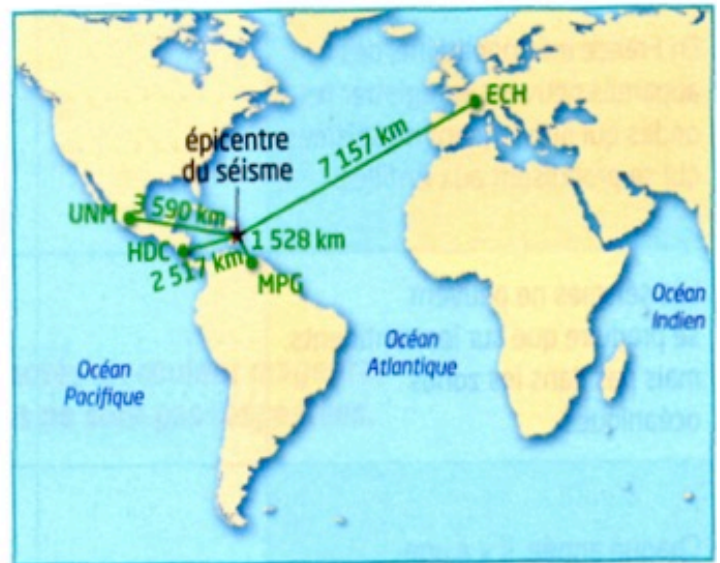 ECH
épicentre
du séisme
7 157 km
UNM
3 590 km
HDC
1 528 km
2 517 km
MPG
Océan
Indien
Océan
Atlantique
Océan
Pacifique